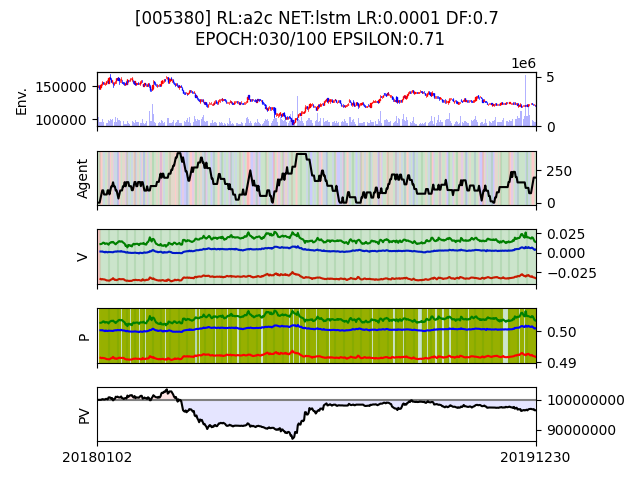 [005380] RL:a2c NET:lstm LR:0.0001 DF:0.7
EPOCH:030/100 EPSILON:0.71
1e6
Env.
150000
100000
5
0
Agent
250
0
V
0.025
0.000
−0.025
P
0.50
0.49
PV
100000000
90000000
20180102
20191230